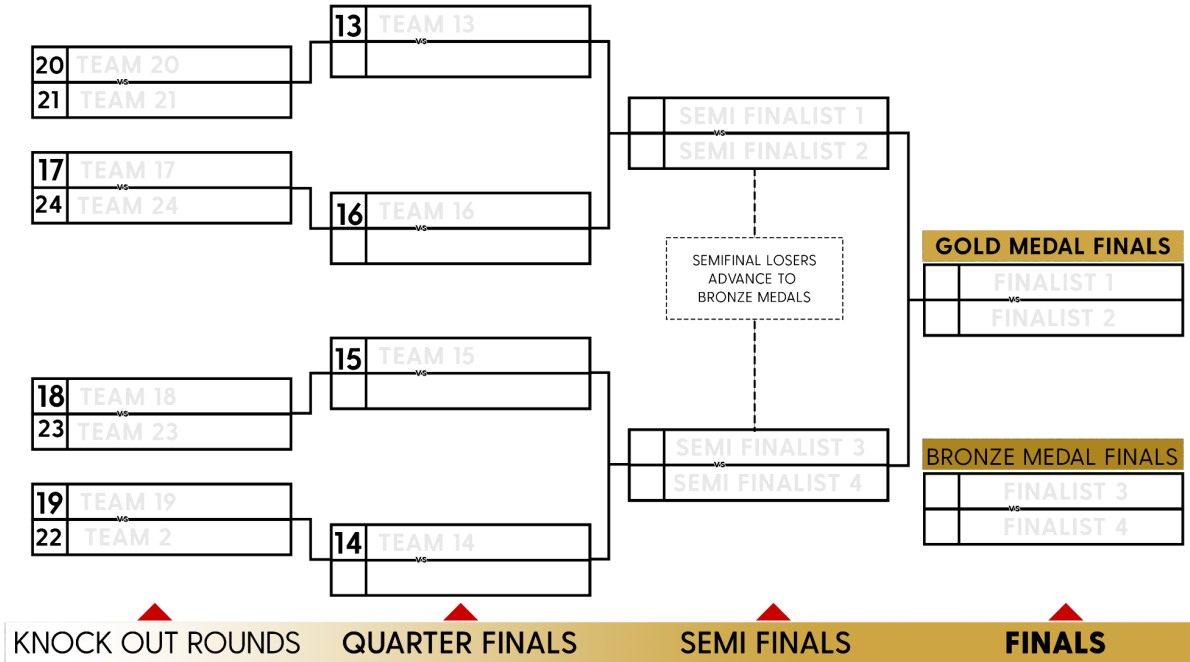 13 TEAM 13
vs
20 TEAM 20
vs
21 TEAM 21
17 TEAM 17
vs
24 TEAM 24
16 TEAM 16
vs
18 TEAM 18
vs
23 TEAM 23
15 TEAM 15
vs
19 TEAM 19
vs
22 TEAM 2
14 TEAM 14
vs
SEMI FINALIST 1
vs
SEMI FINALIST 2
SEMIFINAL LOSERS
ADVANCE TO
BRONZE MEDALS
SEMI FINALIST 3
vs
SEMI FINALIST 4
GOLD MEDAL FINALS
FINALIST 1
vs
FINALIST 2
BRONZE MEDAL FINALS
FINALIST 3
vs
FINALIST 4
KNOCK OUT ROUNDS
QUARTER FINALS
SEMI FINALS
FINALS